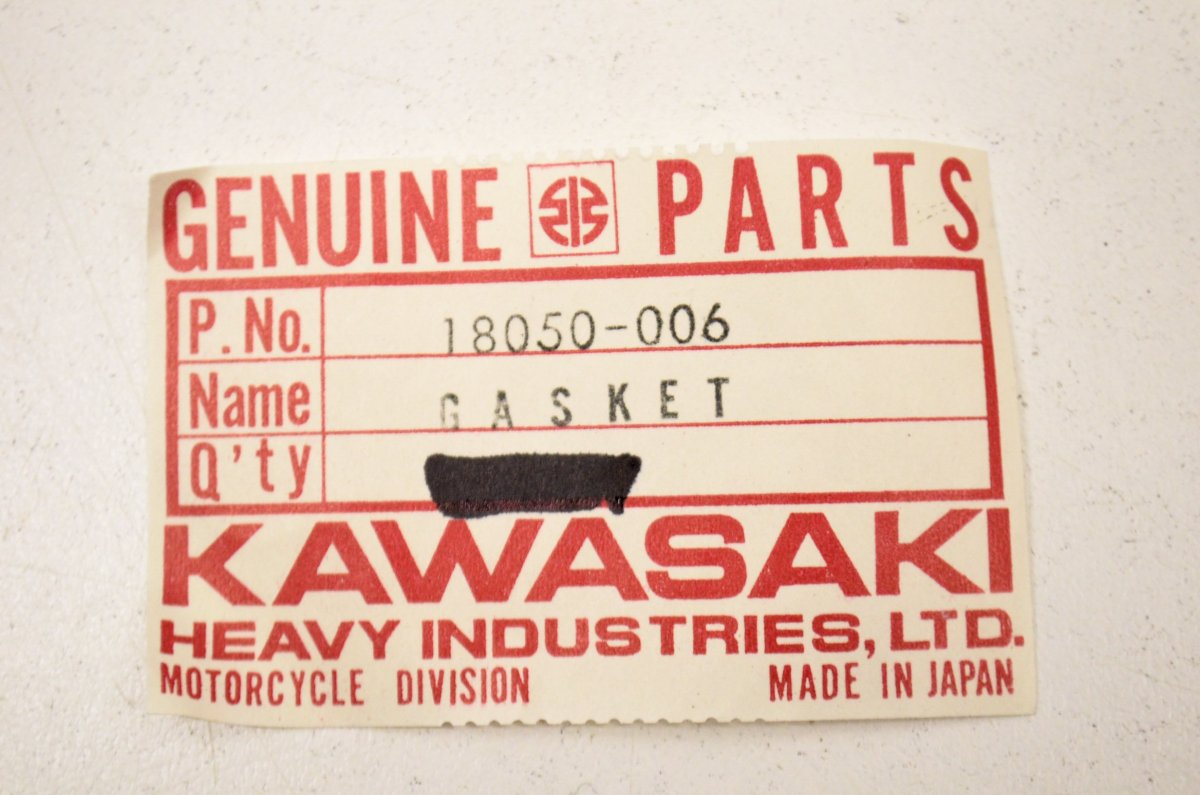 GENUINE PARTS
P. No. 18050-006
Name GASKET
Q'ty
KAWASAKI
HEAVY INDUSTRIES, LTD.
MOTORCYCLE DIVISION MADE IN JAPAN